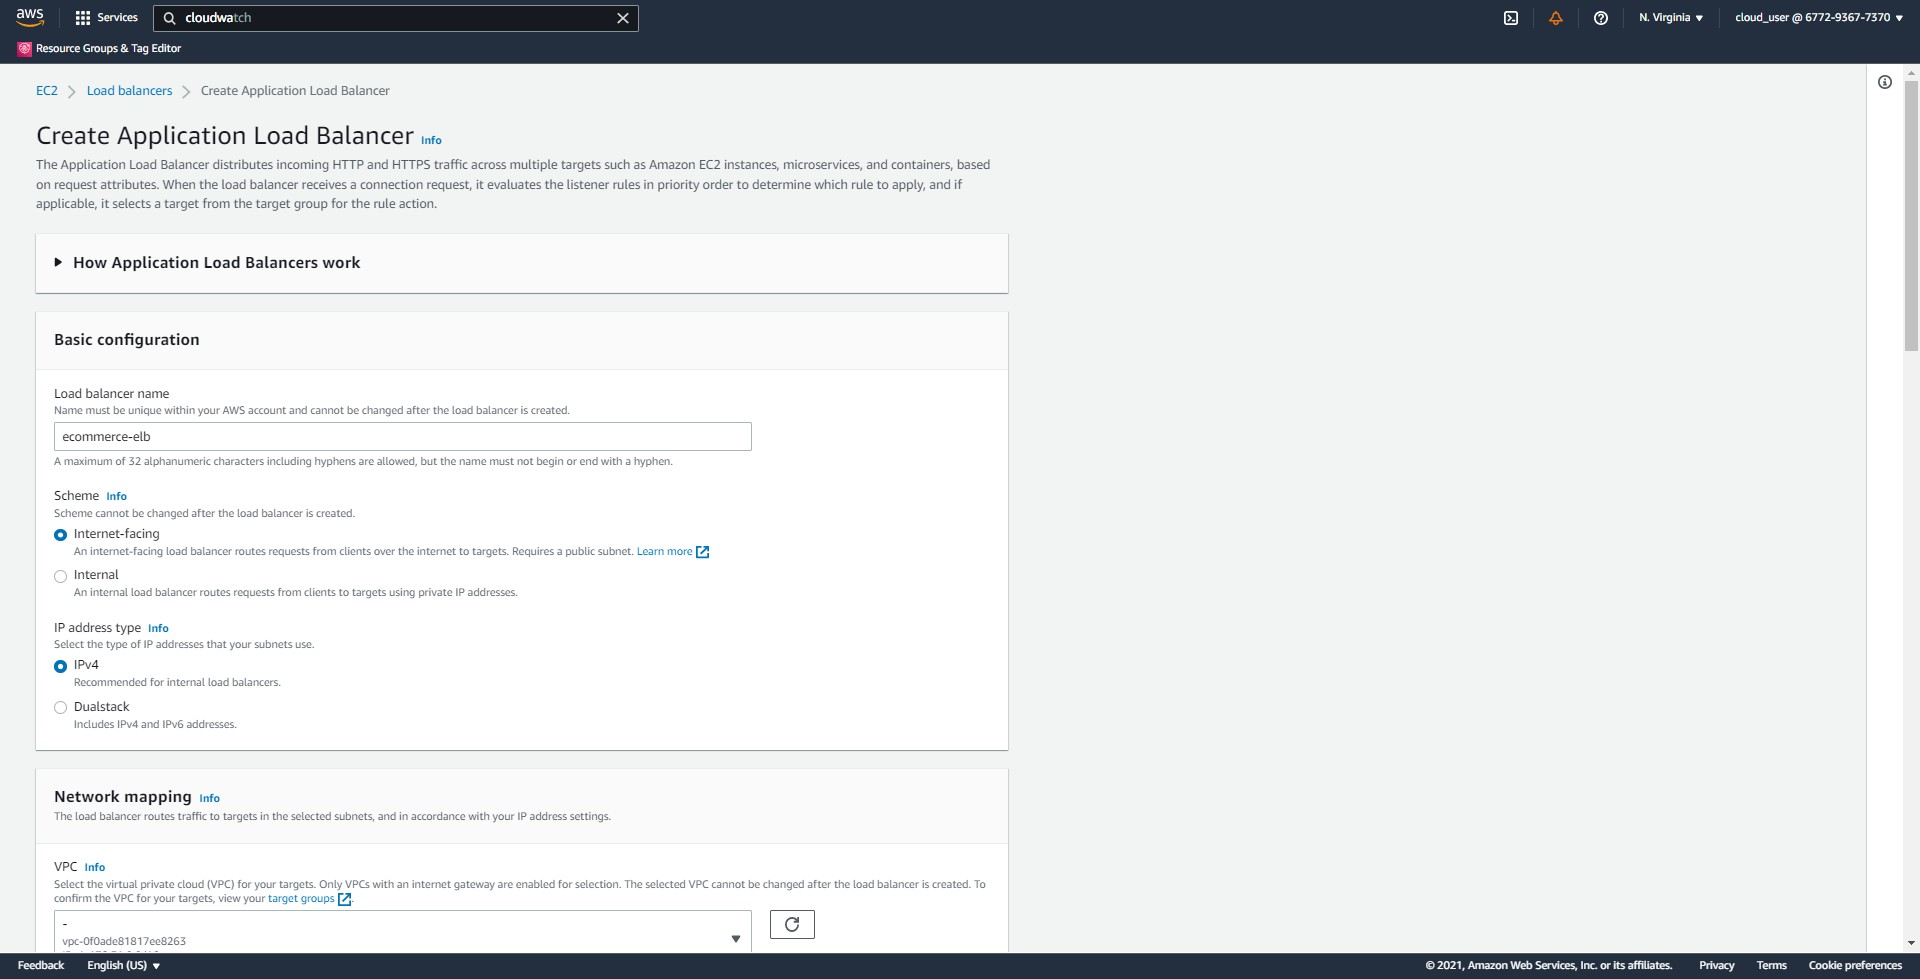 aws
Services
cloudwatch
N. Virginia
cloud_user @ 6772-9367-7370
Resource Groups & Tag Editor
EC2
Load balancers
Create Application Load Balancer
Create Application Load Balancer Info
The Application Load Balancer distributes incoming HTTP and HTTPS traffic across multiple targets such as Amazon EC2 instances, microservices, and containers, based
on request attributes. When the load balancer receives a connection request, it evaluates the listener rules in priority order to determine which rule to apply, and if
applicable, it selects a target from the target group for the rule action.
How Application Load Balancers work
Basic configuration
Load balancer name
Name must be unique within your AWS account and cannot be changed after the load balancer is created.
ecommerce-elb
A maximum of 32 alphanumeric characters including hyphens are allowed, but the name must not begin or end with a hyphen.
Scheme Info
Scheme cannot be changed after the load balancer is created.
Internet-facing
An internet-facing load balancer routes requests from clients over the internet to targets. Requires a public subnet. Learn more
Internal
An internal load balancer routes requests from clients to targets using private IP addresses.
IP address type Info
Select the type of IP addresses that your subnets use.
IPv4
Recommended for internal load balancers.
Dualstack
Includes IPv4 and IPv6 addresses.
Network mapping Info
The load balancer routes traffic to targets in the selected subnets, and in accordance with your IP address settings.
VPC Info
Select the virtual private cloud (VPC) for your targets. Only VPCs with an internet gateway are enabled for selection. The selected VPC cannot be changed after the load balancer is created. To
confirm the VPC for your targets, view your target groups.
-
vpc-0f0ade81817ee8263
Feedback
English (US)
© 2021, Amazon Web Services, Inc. or its affiliates.
Privacy
Terms
Cookie preferences